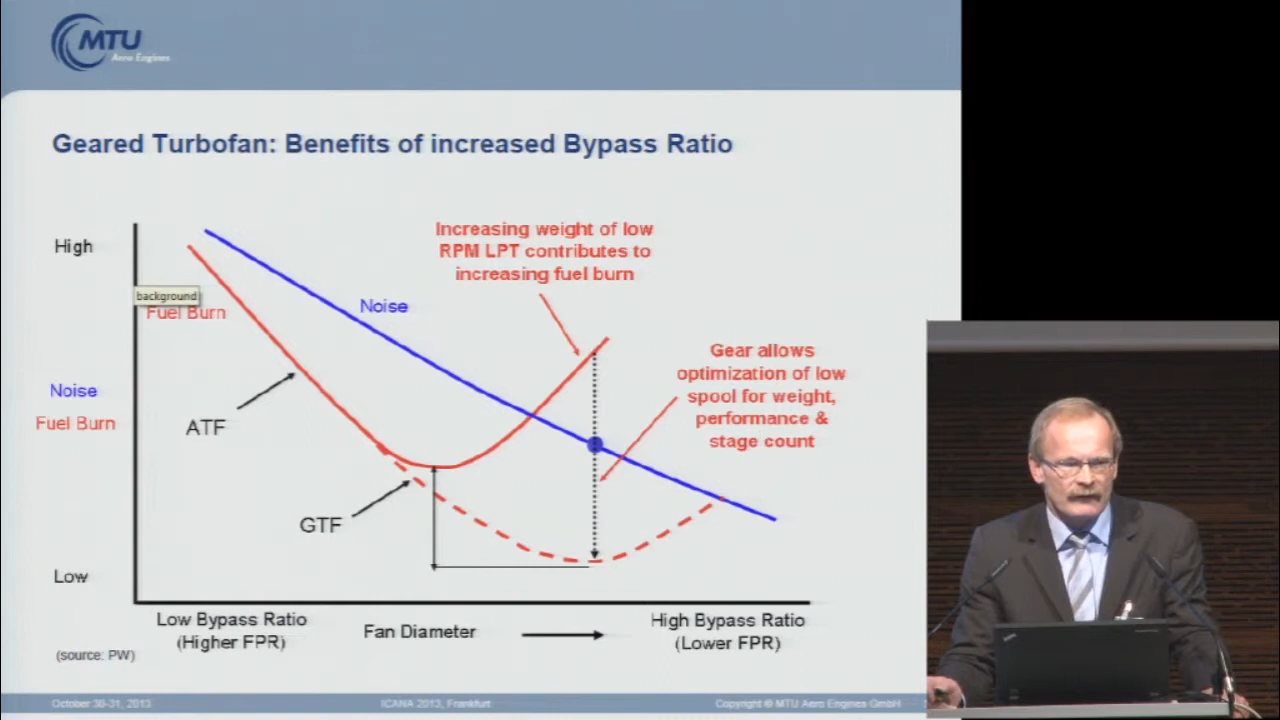 MTU
Aero Engines
Geared Turbofan: Benefits of increased Bypass Ratio
Increasing weight of low
RPM LPT contributes to
increasing fuel burn
High
background
Fuel Burn
Noise
Gear allows
optimization of low
spool for weight,
performance &
stage count
Noise
Fuel Burn
ATF
GTF
Low
Low Bypass Ratio
(Higher FPR)
Fan Diameter
High Bypass Ratio
(Lower FPR)
(source: PW)
October 30-31, 2013
ICANA 2013, Frankfurt
Copyright © MTU Aero Engines GmbH